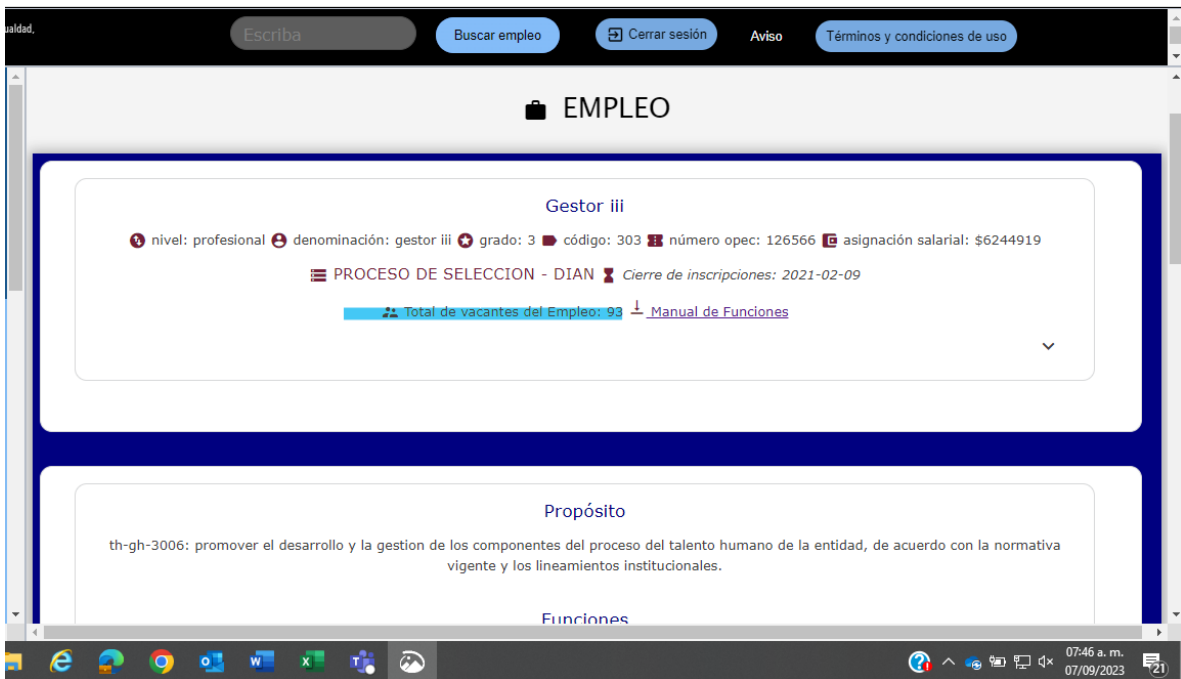 ualdad,
Escriba
Buscar empleo
Cerrar sesión
Aviso
Términos y condiciones de uso
EMPLEO
Gestor iii
nivel: profesional denominación: gestor iii grado: 3 código: 303 número opec: 126566 asignación salarial: $6244919
PROCESO DE SELECCION - DIAN Cierre de inscripciones: 2021-02-09
Total de vacantes del Empleo: 93 Manual de Funciones
Propósito
th-gh-3006: promover el desarrollo y la gestion de los componentes del proceso del talento humano de la entidad, de acuerdo con la normativa
vigente y los lineamientos institucionales.
Funciones
07:46 a. m.
07/09/2023
21